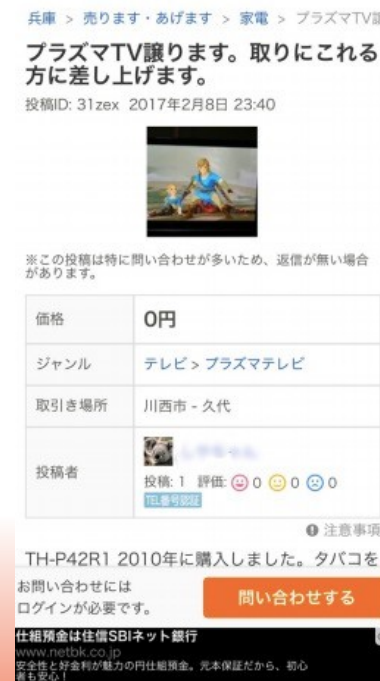 兵庫 > 売ります・あげます > 家電 > プラズマTV譲
プラズマTV譲ります。取りにこれる
方に差し上げます。
投稿ID: 31zex 2017年2月8日 23:40
※この投稿は特に問い合わせが多いため、返信が無い場合
があります。
価格 0円
ジャンル テレビ > プラズマテレビ
取引き場所 川西市 - 久代
投稿者
投稿: 1 評価: 0 0 0
TEL番号認証
注意事項
TH-P42R1 2010年に購入しました。タバコを
お問い合わせには
ログインが必要です。
問い合わせする
仕組預金は住信SBIネット銀行
www.netbk.co.jp
安全性と好金利が魅力の円仕組預金。元本保証だから、初心
者も安心！